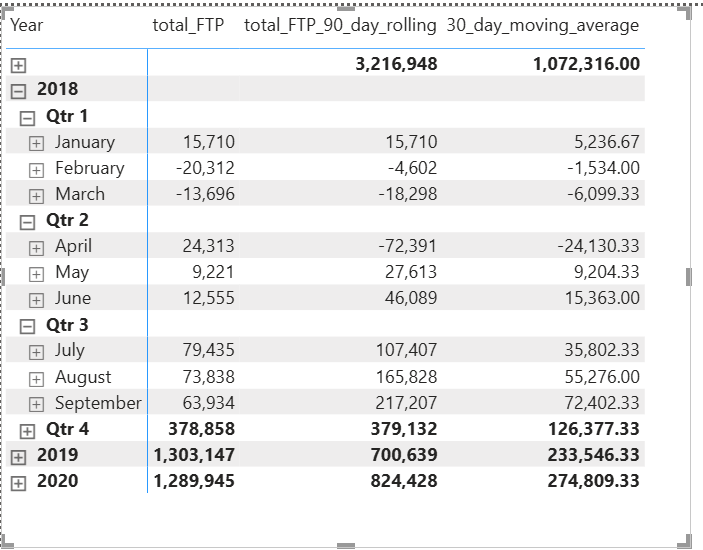 Year total_FTP total_FTP_90_day_rolling 30_day_moving_average
3,216,948 1,072,316.00
2018
Qtr 1
January 15,710 15,710 5,236.67
February -20,312 -4,602 -1,534.00
March -13,696 -18,298 -6,099.33
Qtr 2
April 24,313 -72,391 -24,130.33
May 9,221 27,613 9,204.33
June 12,555 46,089 15,363.00
Qtr 3
July 79,435 107,407 35,802.33
August 73,838 165,828 55,276.00
September 63,934 217,207 72,402.33
Qtr 4 378,858 379,132 126,377.33
2019 1,303,147 700,639 233,546.33
2020 1,289,945 824,428 274,809.33